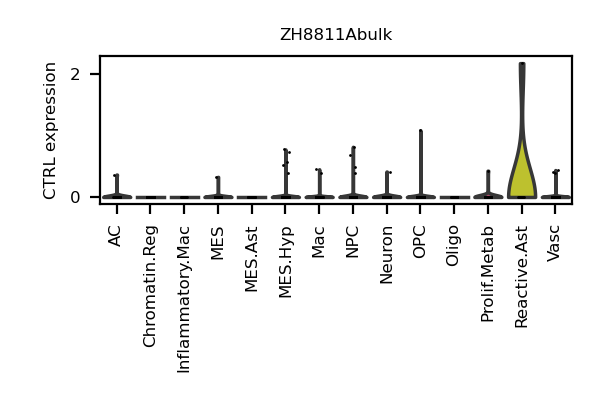 ZH8811Abulk
CTRL expression
2
0
AC
Chromatin.Reg
Inflammatory.Mac
MES
MES.Ast
MES.Hyp
Mac
NPC
Neuron
OPC
Oligo
Prolif.Metab
Reactive.Ast
Vasc